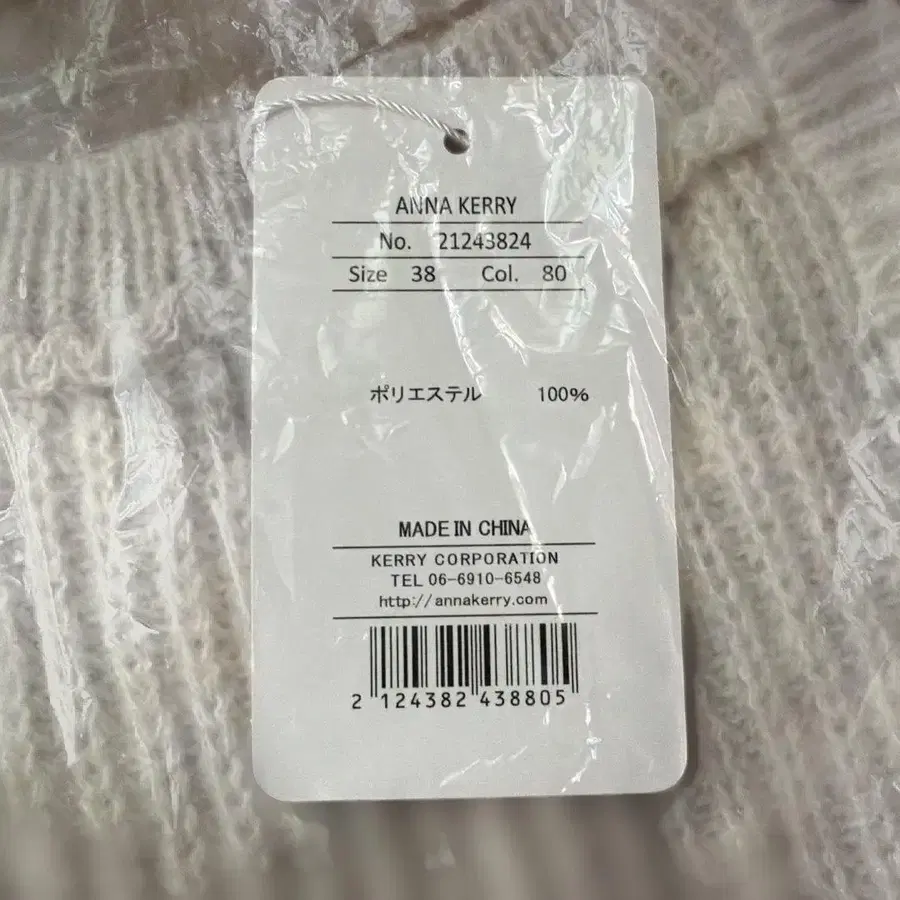 ANNA KERRY
No. 21243824
Size 38 Col. 80
ポリエステル 100%
MADE IN CHINA
KERRY CORPORATION
TEL 06-6910-6548
http://annakerry.com
2 124382 438805